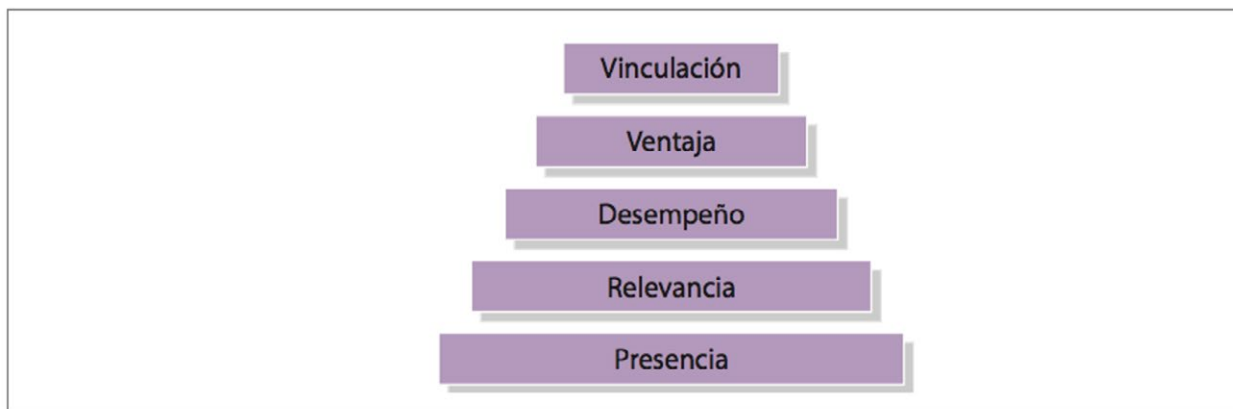 Vinculación
Ventaja
Desempeño
Relevancia
Presencia